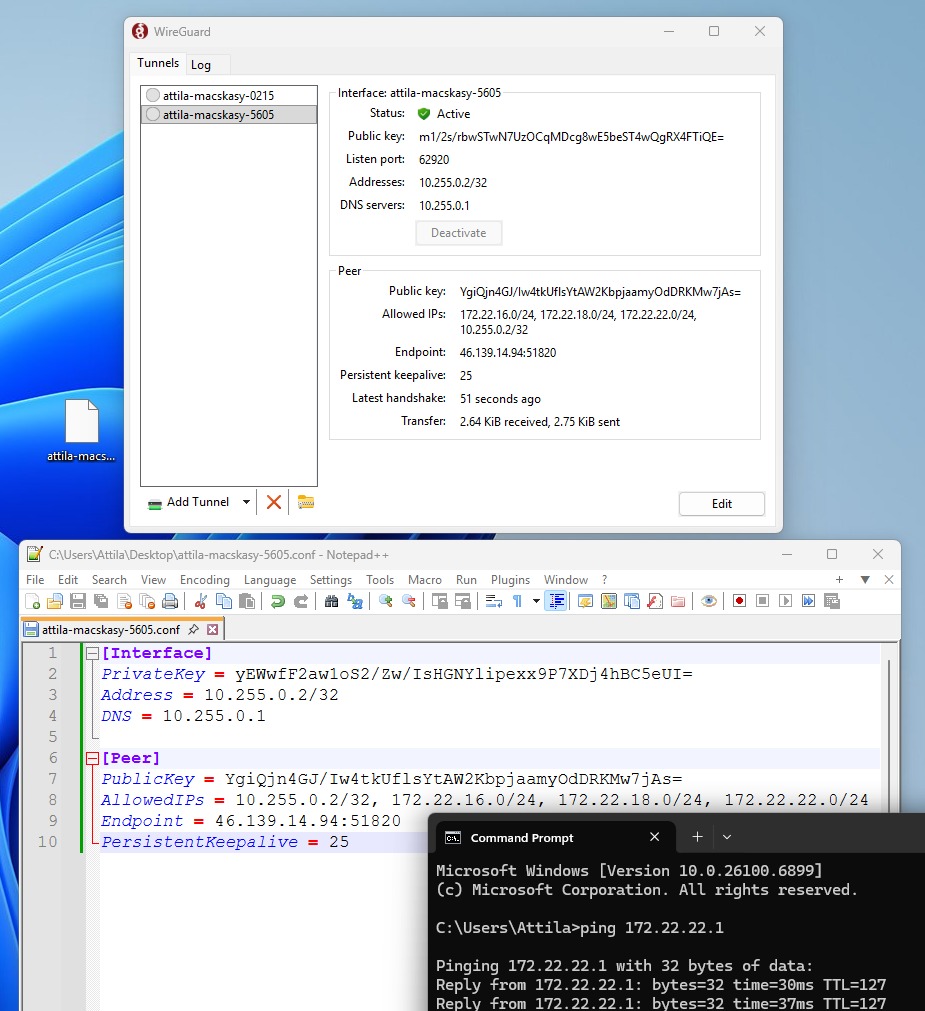 WireGuard
Tunnels
Log
attila-macskasy-0215
attila-macskasy-5605
Interface: attila-macskasy-5605
Status: Active
Public key: m1/2s/rbwSTwN7UzOCqMDcg8wE5beST4wQgRX4FTiQE=
Listen port: 62920
Addresses: 10.255.0.2/32
DNS servers: 10.255.0.1
Deactivate
Peer
Public key: YgiQjn4GJ/Iw4tkUflsYtAW2KbpjaamyOdDRKMw7jAs=
Allowed IPs: 172.22.16.0/24, 172.22.18.0/24, 172.22.22.0/24,
10.255.0.2/32
Endpoint: 46.139.14.94:51820
Persistent keepalive: 25
Latest handshake: 51 seconds ago
Transfer: 2.64 KiB received, 2.75 KiB sent
attila-macs...
Add Tunnel
Edit
C:\Users\Attila\Desktop\attila-macskasy-5605.conf - Notepad++
File Edit Search View Encoding Language Settings Tools Macro Run Plugins Window ?
attila-macskasy-5605.conf
1 [Interface]
2 PrivateKey = yEWwfF2aw1oS2/Zw/IsHGNYlipexx9P7XDj4hBC5eUI=
3 Address = 10.255.0.2/32
4 DNS = 10.255.0.1
5
6 [Peer]
7 PublicKey = YgiQjn4GJ/Iw4tkUflsYtAW2KbpjaamyOdDRKMw7jAs=
8 AllowedIPs = 10.255.0.2/32, 172.22.16.0/24, 172.22.18.0/24, 172.22.22.0/24
9 Endpoint = 46.139.14.94:51820
10 PersistentKeepalive = 25
Command Prompt
Microsoft Windows [Version 10.0.26100.6899]
(c) Microsoft Corporation. All rights reserved.
C:\Users\Attila>ping 172.22.22.1
Pinging 172.22.22.1 with 32 bytes of data:
Reply from 172.22.22.1: bytes=32 time=30ms TTL=127
Reply from 172.22.22.1: bytes=32 time=37ms TTL=127